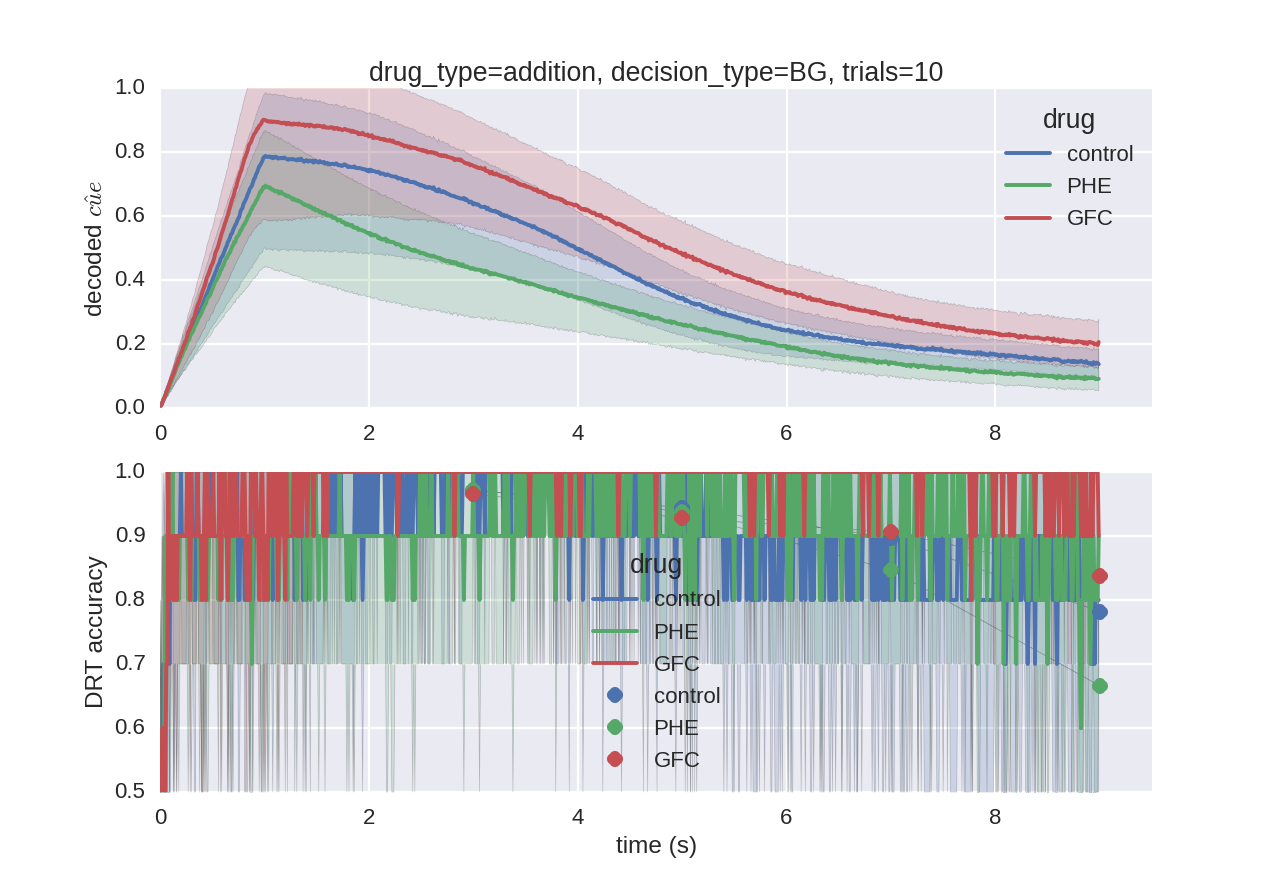 drug_type=addition, decision_type=BG, trials=10
1.0
0.8
0.6
0.4
0.2
0.0
decoded cûe
drug
control
PHE
GFC
0 2 4 6 8
1.0
0.9
0.8
0.7
0.6
0.5
DRT accuracy
drug
control
PHE
GFC
control
PHE
GFC
0 2 4 6 8
time (s)